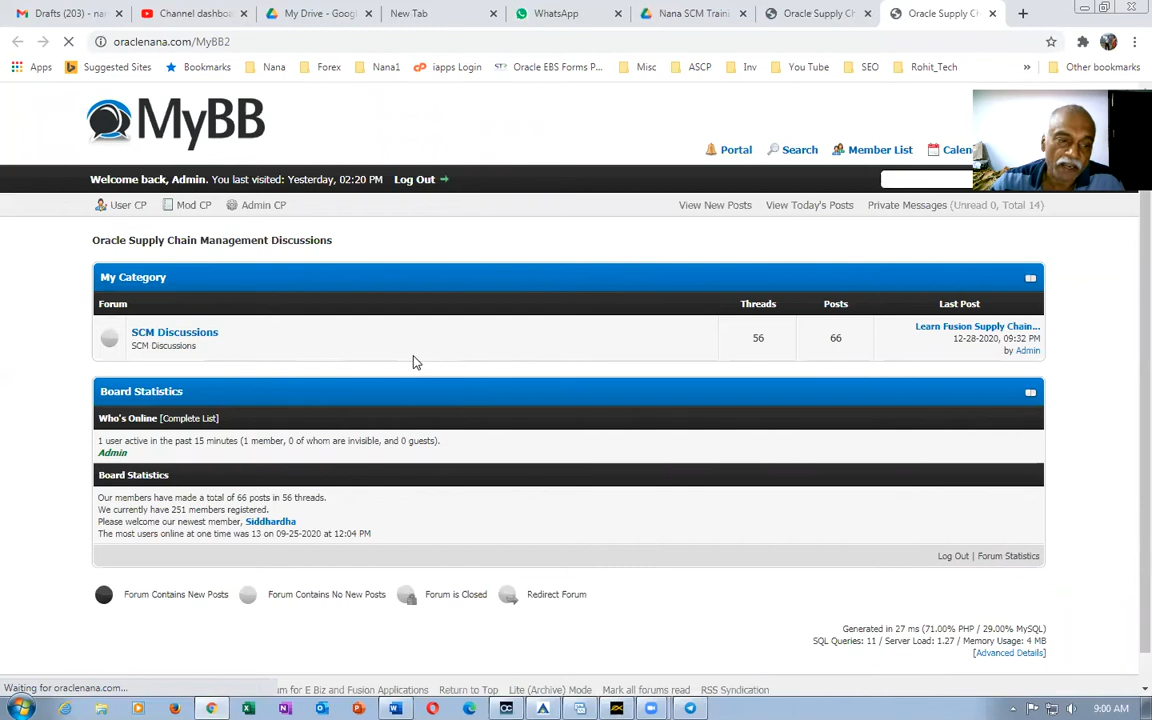 Drafts (203) - nan
Channel dashboa
My Drive - Googl
New Tab
WhatsApp
Nana SCM Traini
Oracle Supply Ch
Oracle Supply C
oraclenana.com/MyBB2
Apps
Suggested Sites
Bookmarks
Nana
Forex
Nana1
iapps Login
Oracle EBS Forms P...
Misc
ASCP
Inv
You Tube
SEO
Rohit_Tech
»
Other bookmarks
MyBB
Portal
Search
Member List
Calen
Welcome back, Admin. You last visited: Yesterday, 02:20 PM Log Out
User CP
Mod CP
Admin CP
View New Posts
View Today's Posts
Private Messages (Unread 0, Total 14)
Oracle Supply Chain Management Discussions
My Category
Forum Threads Posts Last Post
SCM Discussions
SCM Discussions
56
66
Learn Fusion Supply Chain...
12-28-2020, 09:32 PM
by Admin
Board Statistics
Who's Online [Complete List]
1 user active in the past 15 minutes (1 member, 0 of whom are invisible, and 0 guests).
Admin
Board Statistics
Our members have made a total of 66 posts in 56 threads.
We currently have 251 members registered.
Please welcome our newest member, Siddhardha
The most users online at one time was 13 on 09-25-2020 at 12:04 PM
Log Out | Forum Statistics
Forum Contains New Posts
Forum Contains No New Posts
Forum is Closed
Redirect Forum
Generated in 27 ms (71.00% PHP / 29.00% MySQL)
SQL Queries: 11 / Server Load: 1.27 / Memory Usage: 4 MB
[Advanced Details]
Waiting for oraclenana.com...
um for E Biz and Fusion Applications
Return to Top
Lite (Archive) Mode
Mark all forums read
RSS Syndication
9:00 AM